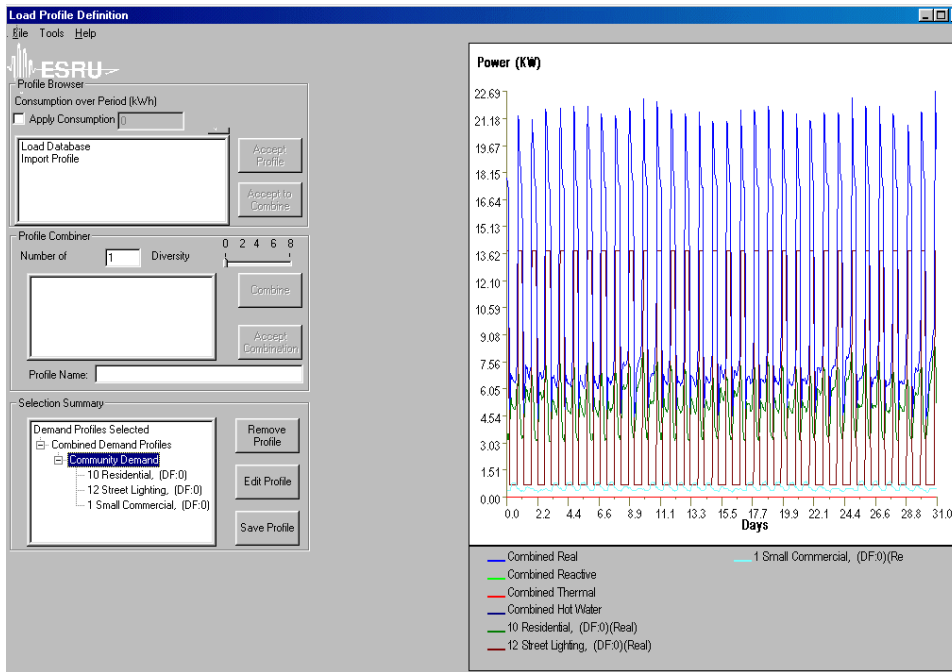 Load Profile Definition
File Tools Help
ESRU
Profile Browser
Consumption over Period (kWh)
Apply Consumption 0
Load Database
Import Profile
Accept Profile
Accept to Combine
Profile Combiner
Number of 1 Diversity 0 2 4 6 8
Combine
Accept Combination
Profile Name:
Selection Summary
Demand Profiles Selected
Combined Demand Profiles
Community Demand
10 Residential, (DF:0)
12 Street Lighting, (DF:0)
1 Small Commercial, (DF:0)
Remove Profile
Edit Profile
Save Profile
Power (KW)
22.69
21.18
19.67
18.15
16.64
15.13
13.62
12.10
10.59
9.08
7.56
6.05
4.54
3.03
1.51
0.00
0.0 2.2 4.4 6.6 8.9 11.1 13.3 15.5 17.7 19.9 22.1 24.4 26.6 28.8 31.0
Days
Combined Real
Combined Reactive
Combined Thermal
Combined Hot Water
10 Residential, (DF:0)(Real)
12 Street Lighting, (DF:0)(Real)
1 Small Commercial, (DF:0)(Re